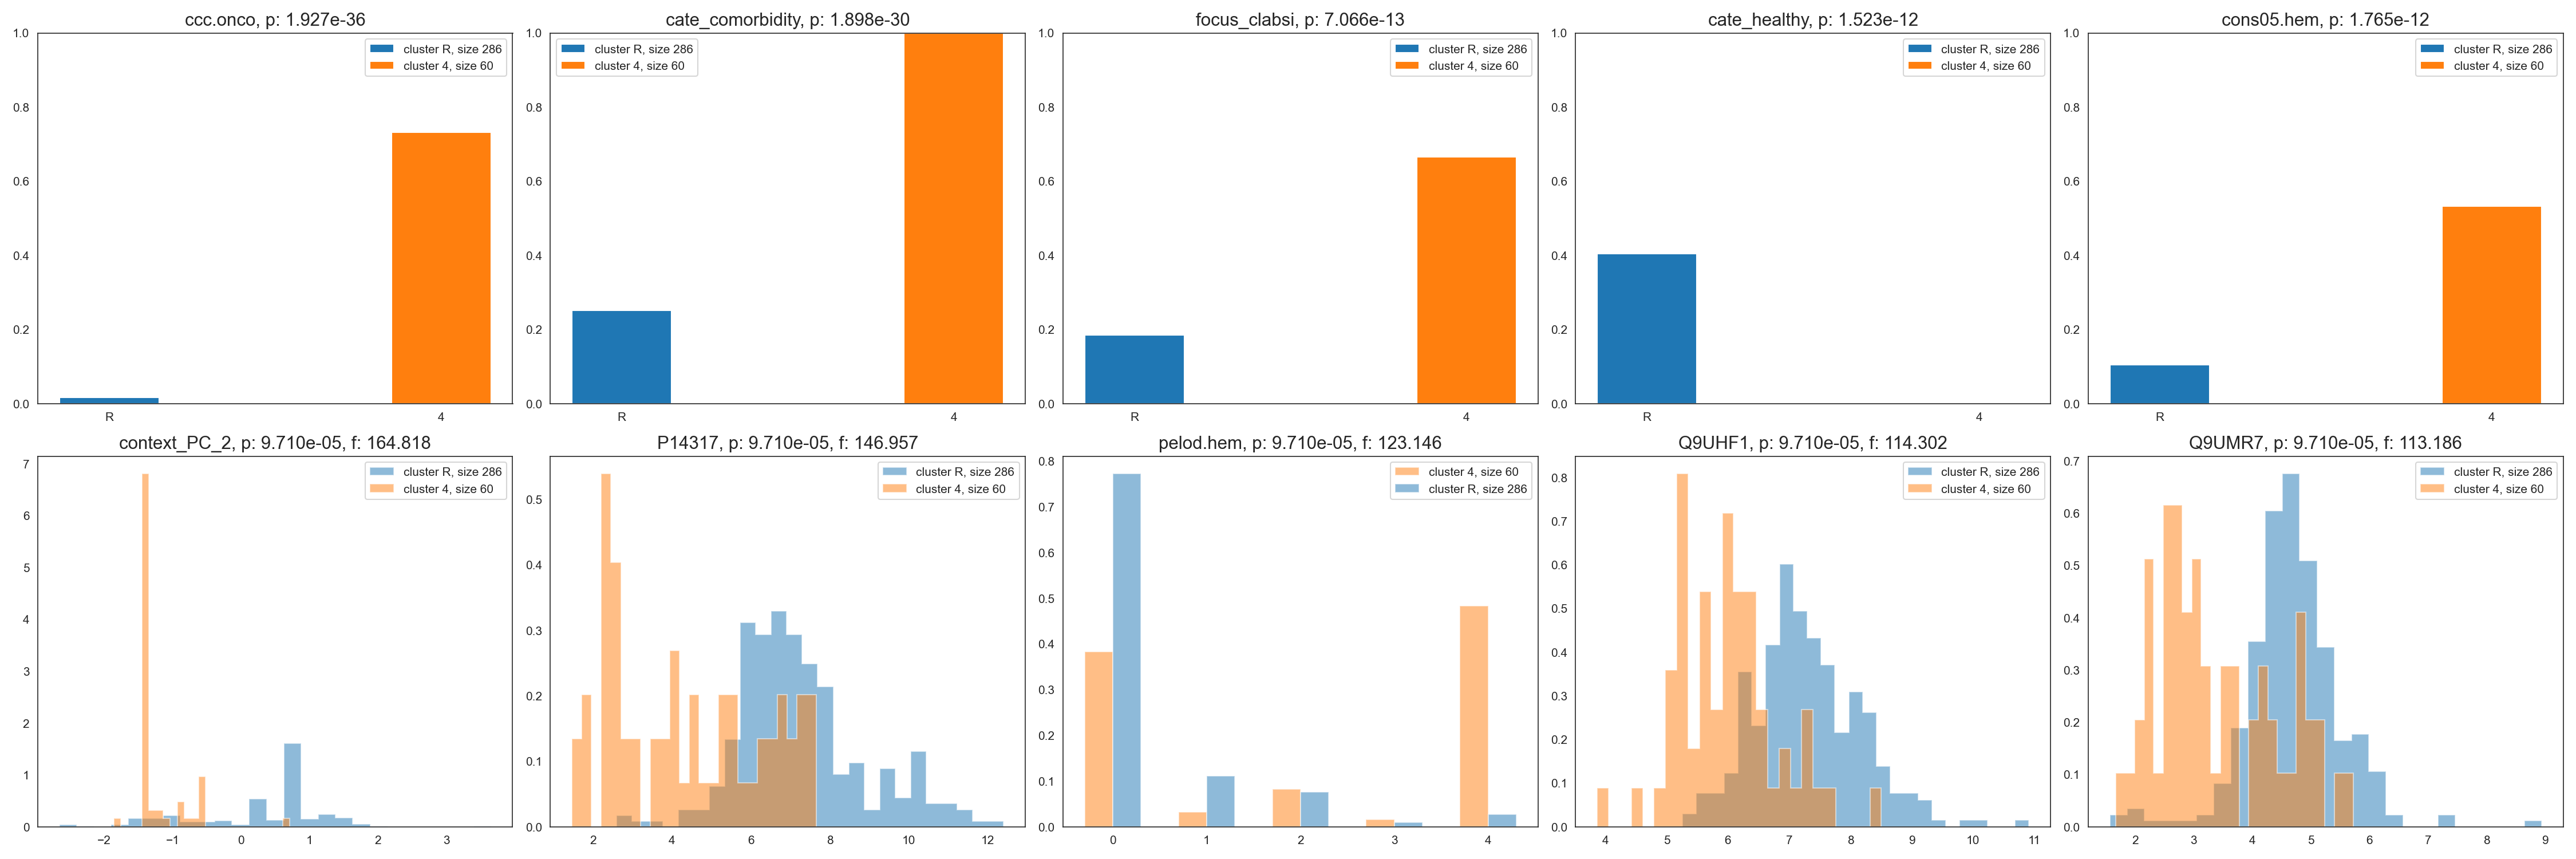 ccc.onco, p: 1.927e-36
cluster R, size 286
cluster 4, size 60
1.0
0.8
0.6
0.4
0.2
0.0
R
4
cate_comorbidity, p: 1.898e-30
cluster R, size 286
cluster 4, size 60
1.0
0.8
0.6
0.4
0.2
0.0
R
4
focus_clabsi, p: 7.066e-13
cluster R, size 286
cluster 4, size 60
1.0
0.8
0.6
0.4
0.2
0.0
R
4
cate_healthy, p: 1.523e-12
cluster R, size 286
cluster 4, size 60
1.0
0.8
0.6
0.4
0.2
0.0
R
4
cons05.hem, p: 1.765e-12
cluster R, size 286
cluster 4, size 60
1.0
0.8
0.6
0.4
0.2
0.0
R
4
context_PC_2, p: 9.710e-05, f: 164.818
cluster R, size 286
cluster 4, size 60
7
6
5
4
3
2
1
0
−2 −1 0 1 2 3
P14317, p: 9.710e-05, f: 146.957
cluster R, size 286
cluster 4, size 60
0.5
0.4
0.3
0.2
0.1
0.0
2 4 6 8 10 12
pelod.hem, p: 9.710e-05, f: 123.146
cluster 4, size 60
cluster R, size 286
0.8
0.7
0.6
0.5
0.4
0.3
0.2
0.1
0.0
0 1 2 3 4
Q9UHF1, p: 9.710e-05, f: 114.302
cluster R, size 286
cluster 4, size 60
0.8
0.7
0.6
0.5
0.4
0.3
0.2
0.1
0.0
4 5 6 7 8 9 10 11
Q9UMR7, p: 9.710e-05, f: 113.186
cluster R, size 286
cluster 4, size 60
0.7
0.6
0.5
0.4
0.3
0.2
0.1
0.0
2 3 4 5 6 7 8 9